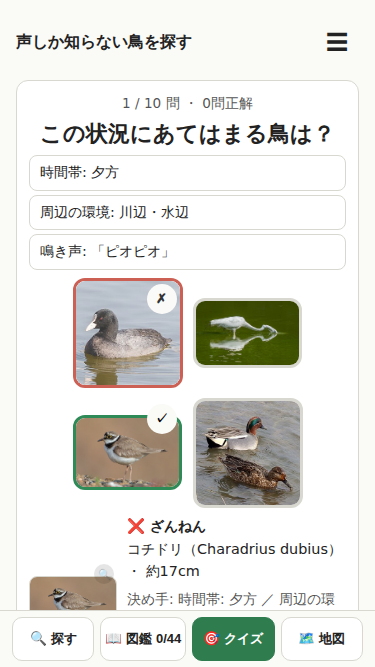 声しか知らない鳥を探す
☰
1 / 10 問 ・ 0問正解
この状況にあてはまる鳥は？
時間帯: 夕方
周辺の環境: 川辺・水辺
鳴き声: 「ピオピオ」
✗
✓
❌ ざんねん
コチドリ（Charadrius dubius）
・ 約17cm
決め手: 時間帯: 夕方 ／ 周辺の環
🔍 探す
📖 図鑑 0/44
🎯 クイズ
🗺️ 地図